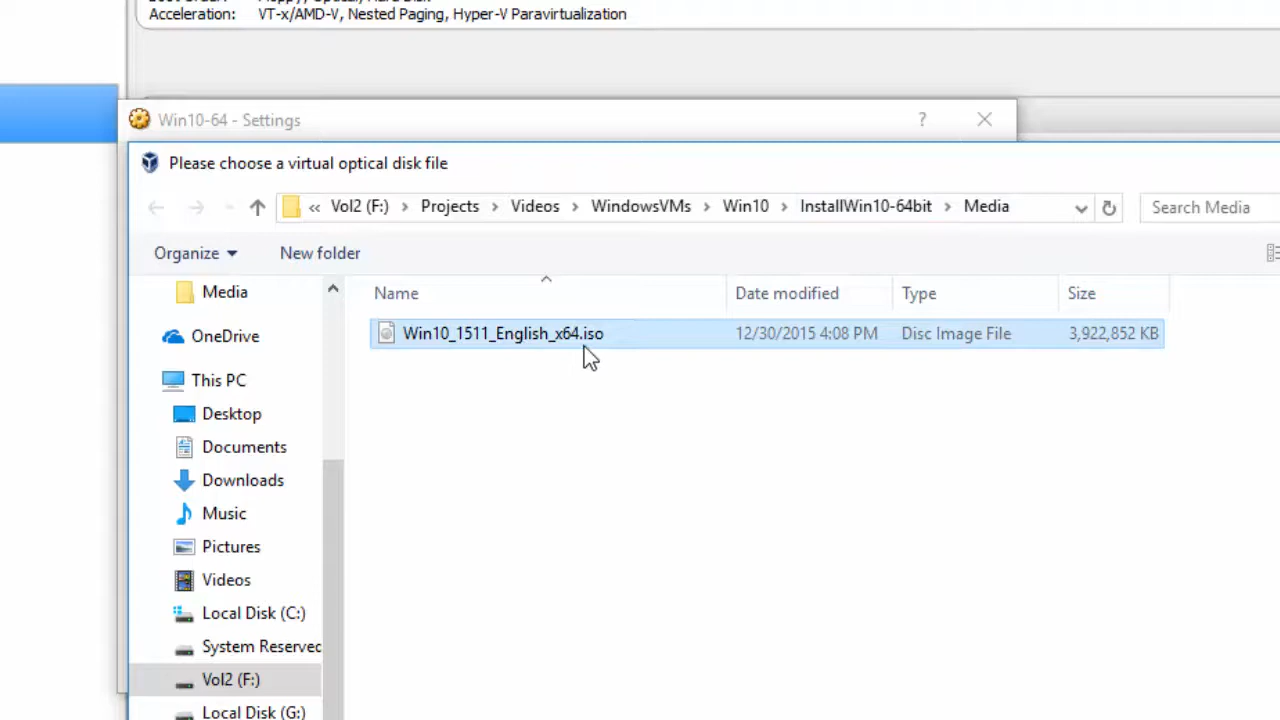 Acceleration: VT-x/AMD-V, Nested Paging, Hyper-V Paravirtualization
Win10-64 - Settings
?
Please choose a virtual optical disk file
« Vol2 (F:) > Projects > Videos > WindowsVMs > Win10 > InstallWin10-64bit > Media
Search Media
Organize
New folder
Name
Date modified
Type
Size
Win10_1511_English_x64.iso
12/30/2015 4:08 PM
Disc Image File
3,922,852 KB
Media
OneDrive
This PC
Desktop
Documents
Downloads
Music
Pictures
Videos
Local Disk (C:)
System Reserved
Vol2 (F:)
Local Disk (G:)